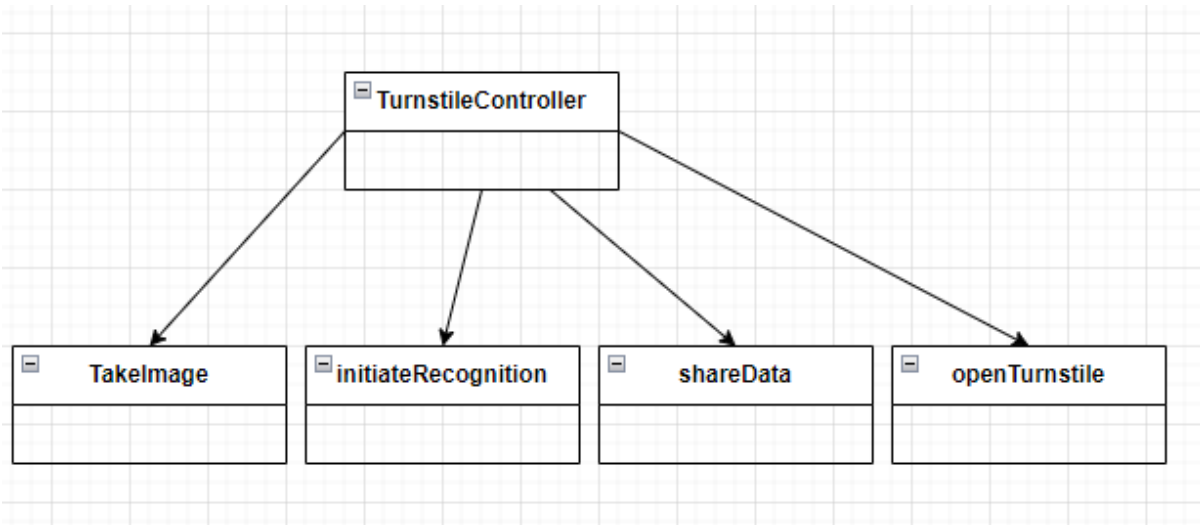 TurnstileController
TakeImage
initiateRecognition
shareData
openTurnstile